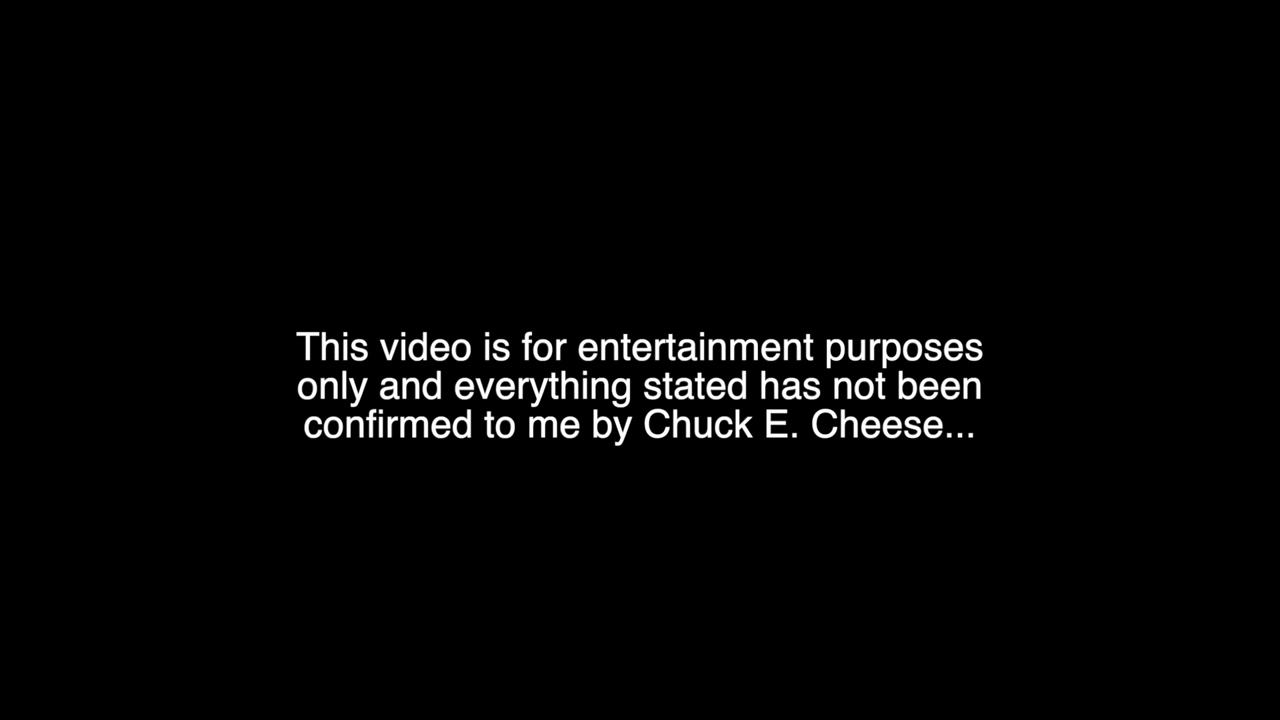 This video is for entertainment purposes
only and everything stated has not been
confirmed to me by Chuck E. Cheese...